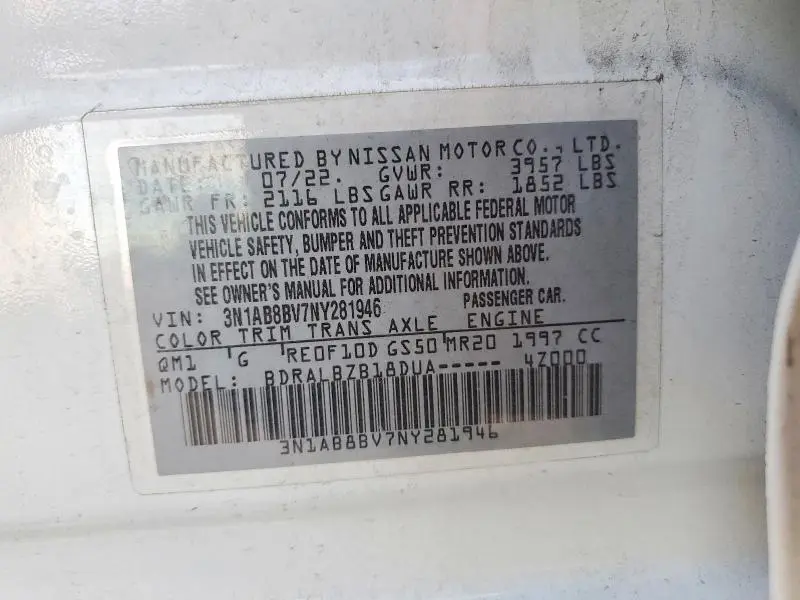 MANUFACTURED BY NISSAN MOTOR CO., LTD.
DATE: 07/22. GVWR: 3957 LBS
GAWR FR: 2116 LBS GAWR RR: 1852 LBS
THIS VEHICLE CONFORMS TO ALL APPLICABLE FEDERAL MOTOR
VEHICLE SAFETY, BUMPER AND THEFT PREVENTION STANDARDS
IN EFFECT ON THE DATE OF MANUFACTURE SHOWN ABOVE.
SEE OWNER'S MANUAL FOR ADDITIONAL INFORMATION.
VIN: 3N1AB8BV7NY281946 PASSENGER CAR.
COLOR TRIM TRANS AXLE ENGINE
QM1 G RE0F10D GS50 MR20 1997 CC
MODEL: BDRALBZB18DUA----- 4Z000
3N1AB8BV7NY281946